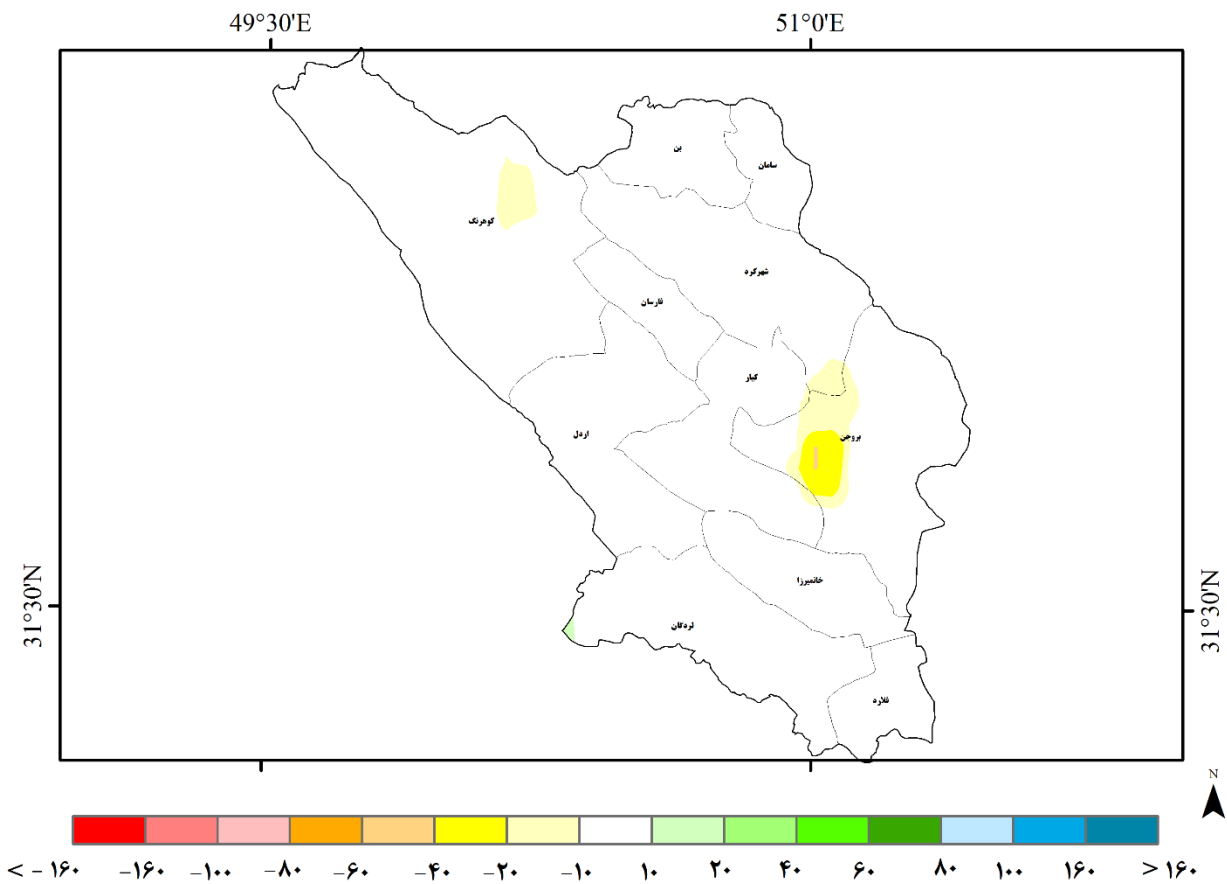 49°30'E 51°0'E
بن
سامان
کوهرنگ
شهرکرد
فارسان
کیار
اردل
بروجن
خانمیرزا
لردگان
فلارد
31°30'N 31°30'N
N
< -۱۶۰ -۱۶۰ -۱۰۰ -۸۰ -۶۰ -۴۰ -۲۰ -۱۰ ۱۰ ۲۰ ۴۰ ۶۰ ۸۰ ۱۰۰ ۱۶۰ > ۱۶۰